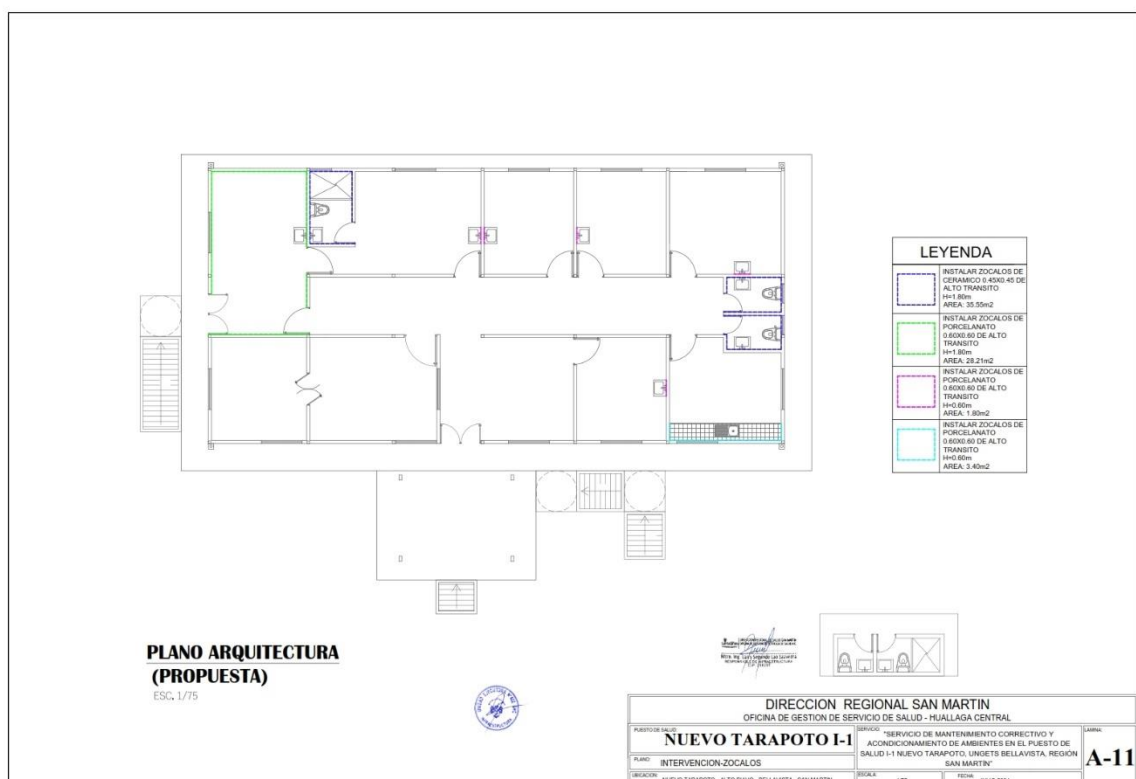 LEYENDA
INSTALAR ZOCALOS DE
CERAMICO 0.45X0.45 DE
ALTO TRANSITO
H=1.80m
AREA: 35.55m2
INSTALAR ZOCALOS DE
PORCELANATO
0.60X0.60 DE ALTO
TRANSITO
H=1.80m
AREA: 28.21m2
INSTALAR ZOCALOS DE
PORCELANATO
0.60X0.60 DE ALTO
TRANSITO
H=0.60m
AREA: 1.80m2
INSTALAR ZOCALOS DE
PORCELANATO
0.60X0.60 DE ALTO
TRANSITO
H=0.60m
AREA: 3.40m2
PLANO ARQUITECTURA
(PROPUESTA)
ESC. 1/75
DIRECCION REGIONAL SAN MARTIN
OFICINA DE GESTION DE SERVICIO DE SALUD - HUALLAGA CENTRAL
PUESTO DE SALUD:
NUEVO TARAPOTO I-1
SERVICIO:
"SERVICIO DE MANTENIMIENTO CORRECTIVO Y
ACONDICIONAMIENTO DE AMBIENTES EN EL PUESTO DE
SALUD I-1 NUEVO TARAPOTO, UNGETS BELLAVISTA, REGIÓN
SAN MARTÍN"
LAMINA:
A-11
PLANO:
INTERVENCION-ZOCALOS
UBICACION:
ESCALA:
FECHA: